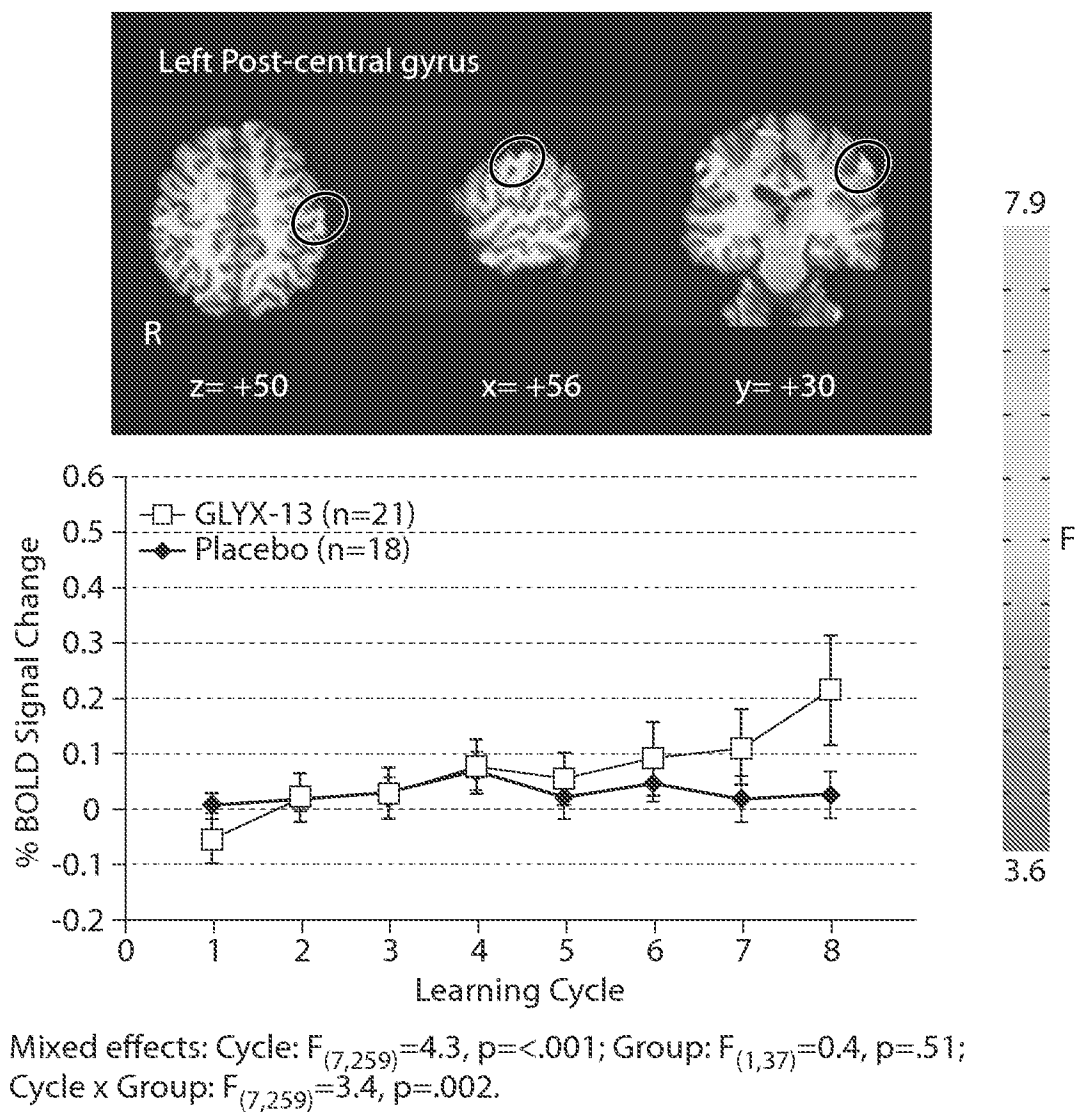 Left Post-central gyrus
R
z= +50
x= +56
y= +30
7.9
F
3.6
0.6
0.5
0.4
0.3
0.2
0.1
0
-0.1
-0.2
% BOLD Signal Change
GLYX-13 (n=21)
Placebo (n=18)
0 1 2 3 4 5 6 7 8
Learning Cycle
Mixed effects: Cycle: F(7,259)=4.3, p=<.001; Group: F(1,37)=0.4, p=.51;
Cycle x Group: F(7,259)=3.4, p=.002.